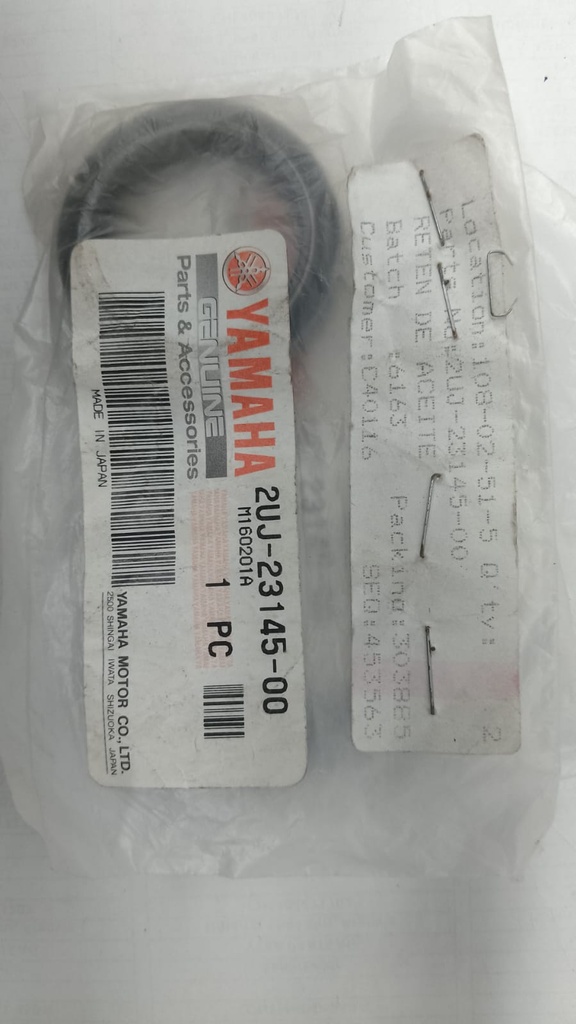 YAMAHA
GENUINE
Parts & Accessories
2UJ-23145-00
M160201A
1 PC
MADE IN JAPAN
YAMAHA MOTOR CO., LTD.
2500 SHINGAI IWATA SHIZUOKA JAPAN
Location:108-02-51-5 Q'ty: 2
Parts No:2UJ-23145-00
RETEN DE ACEITE
Batch :6163 Packing:303885
Customer:C40116 SEQ:453563